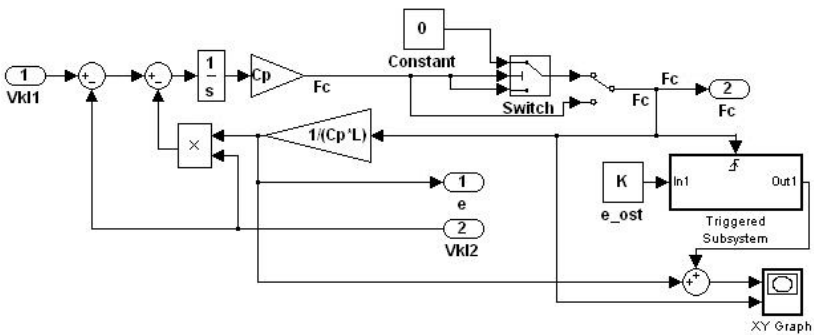 0
Constant
1
Vkl1
1
s
Cp
Fc
Switch
Fc
Fc
2
Fc
1/(Cp*L)
×
1
e
K
e_ost
In1
Out1
Triggered
Subsystem
2
Vkl2
XY Graph